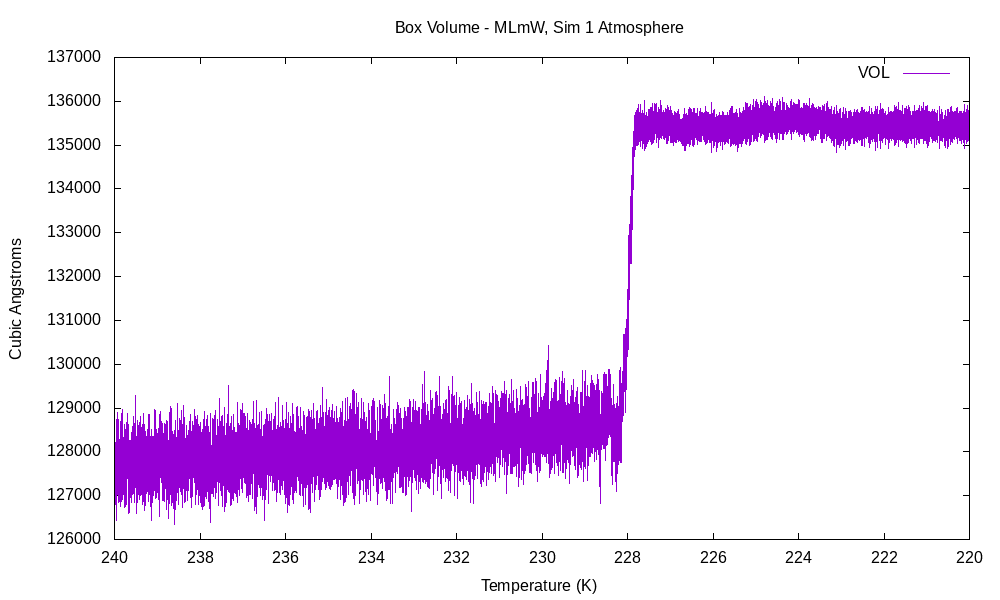 Box Volume - MLmW, Sim 1 Atmosphere
VOL
137000
136000
135000
134000
133000
132000
131000
130000
129000
128000
127000
126000
Cubic Angstroms
240 238 236 234 232 230 228 226 224 222 220
Temperature (K)